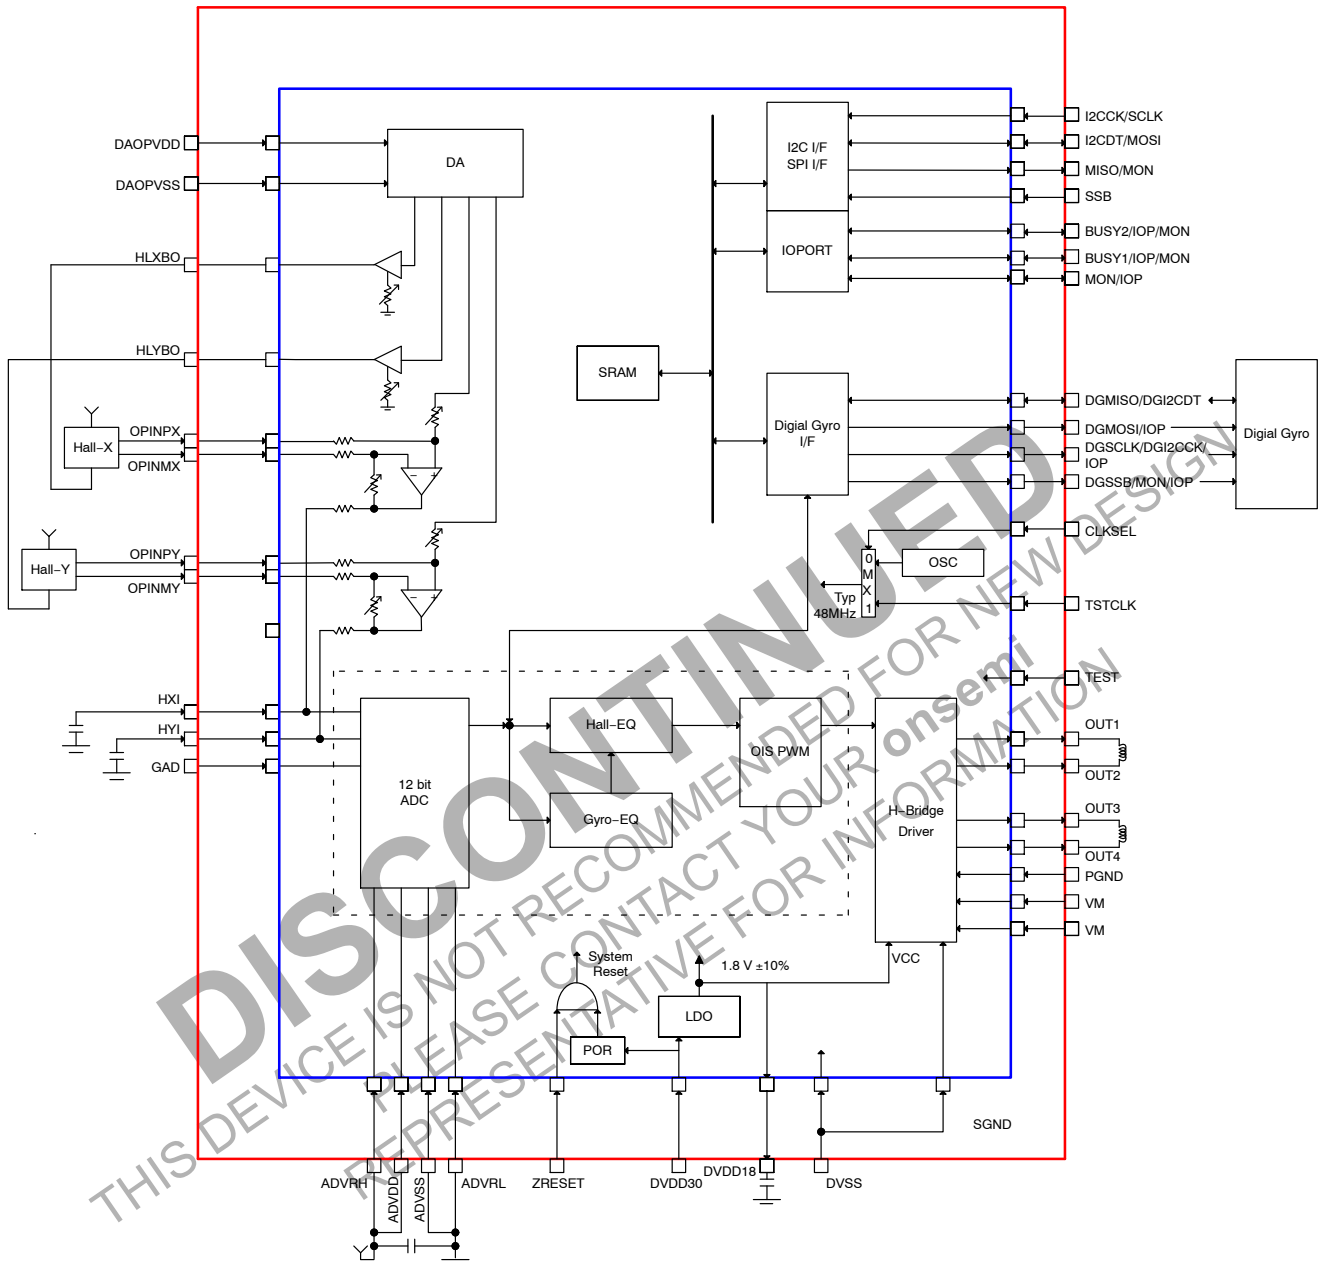 DAOPVDD
DAOPVSS
HLXBO
HLYBO
OPINPX
OPINMX
Hall−X
OPINPY
OPINMY
Hall−Y
HXI
HYI
GAD
DA
− +
− +
SRAM
I2C I/F
SPI I/F
IOPORT
Digial Gyro
I/F
I2CCK/SCLK
I2CDT/MOSI
MISO/MON
SSB
BUSY2/IOP/MON
BUSY1/IOP/MON
MON/IOP
DGMISO/DGI2CDT
DGMOSI/IOP
DGSCLK/DGI2CCK/
IOP
DGSSB/MON/IOP
Digial Gyro
CLKSEL
OSC
0
M
X
1
Typ
48MHz
TSTCLK
TEST
12 bit
ADC
Hall−EQ
Gyro−EQ
OIS PWM
H−Bridge
Driver
OUT1
OUT2
OUT3
OUT4
PGND
VM
VM
VCC
System
Reset
1.8 V ±10%
LDO
POR
SGND
ADVRH
ADVDD
ADVSS
ADVRL
ZRESET
DVDD30
DVDD18
DVSS
DISCONTINUED
THIS DEVICE IS NOT RECOMMENDED FOR NEW DESIGN
PLEASE CONTACT YOUR onsemi
REPRESENTATIVE FOR INFORMATION